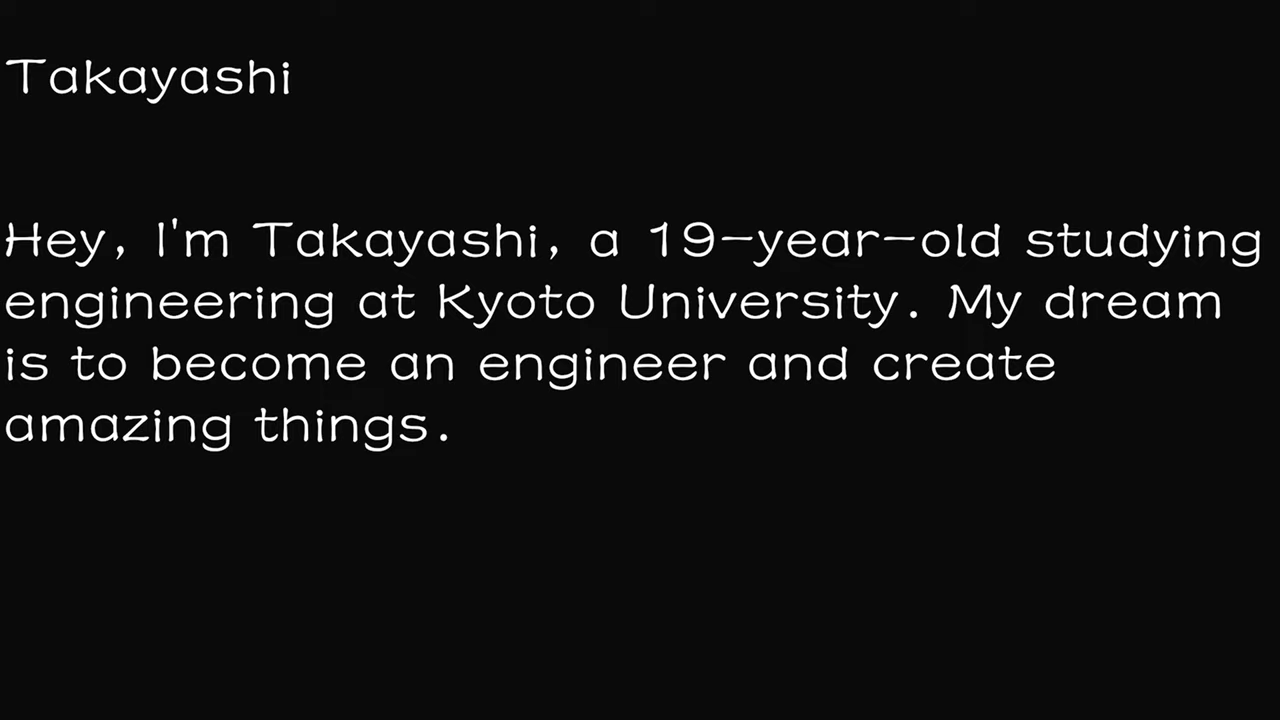 Takayashi
Hey, I'm Takayashi, a 19-year-old studying
engineering at Kyoto University. My dream
is to become an engineer and create
amazing things.